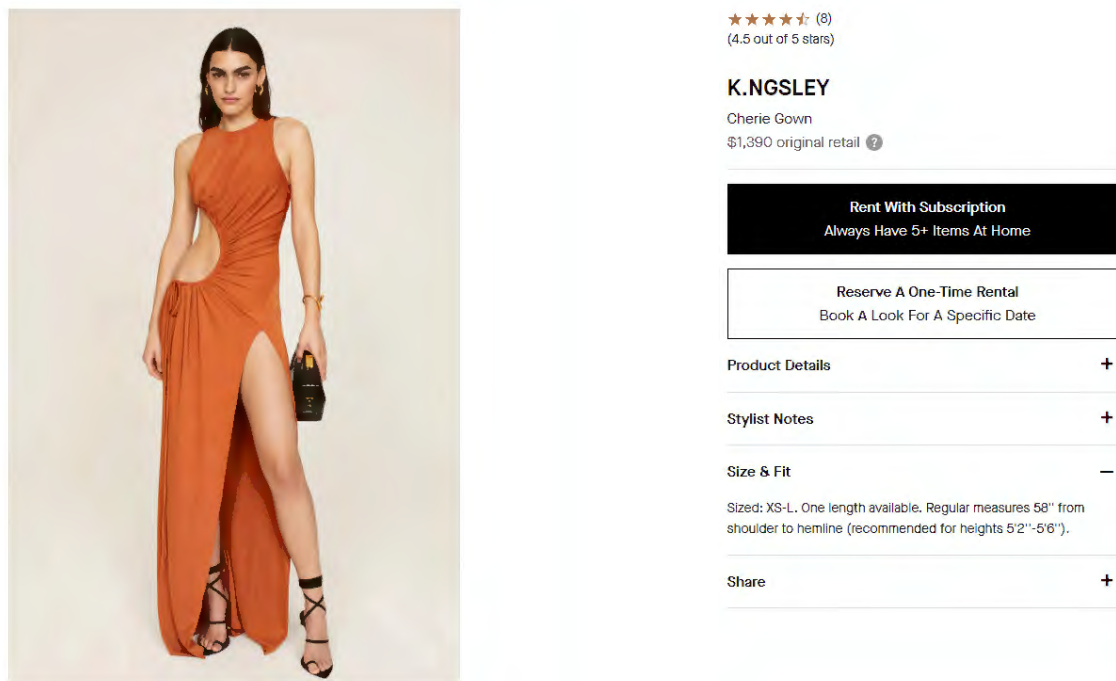 (8)
(4.5 out of 5 stars)
K.NGSLEY
Cherie Gown
$1,390 original retail ?
Rent With Subscription
Always Have 5+ Items At Home
Reserve A One-Time Rental
Book A Look For A Specific Date
Product Details +
Stylist Notes +
Size & Fit —
Sized: XS-L. One length available. Regular measures 58'' from
shoulder to hemline (recommended for heights 5'2''-5'6'').
Share +